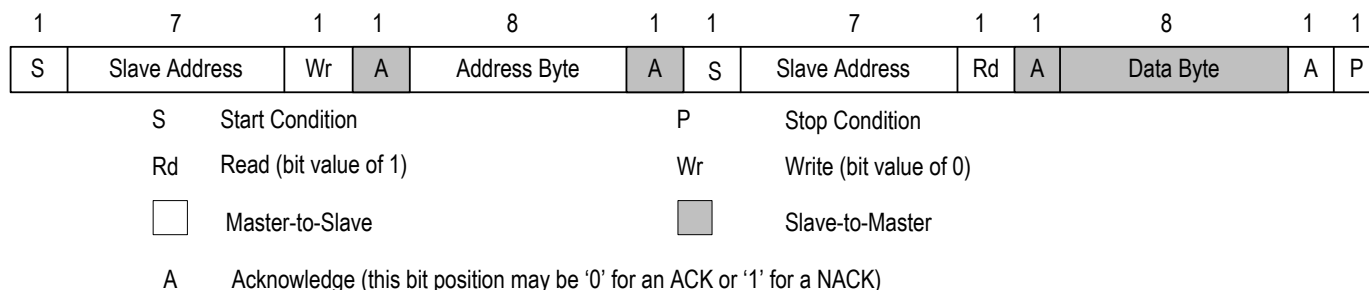 1 7 1 1 8 1 1 7 1 1 8 1 1
S Slave Address Wr A Address Byte A S Slave Address Rd A Data Byte A P
S Start Condition P Stop Condition
Rd Read (bit value of 1) Wr Write (bit value of 0)
Master-to-Slave Slave-to-Master
A Acknowledge (this bit position may be ‘0’ for an ACK or ‘1’ for a NACK)